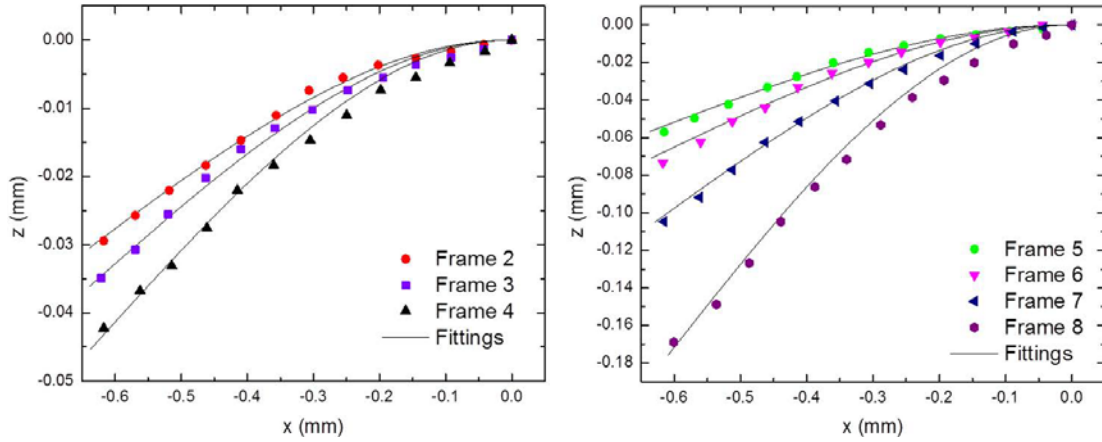 0.00
-0.01
-0.02
-0.03
-0.04
-0.05
z (mm)
-0.6 -0.5 -0.4 -0.3 -0.2 -0.1 0.0
x (mm)
Frame 2
Frame 3
Frame 4
Fittings
0.00
-0.02
-0.04
-0.06
-0.08
-0.10
-0.12
-0.14
-0.16
-0.18
z (mm)
-0.6 -0.5 -0.4 -0.3 -0.2 -0.1 0.0
x (mm)
Frame 5
Frame 6
Frame 7
Frame 8
Fittings